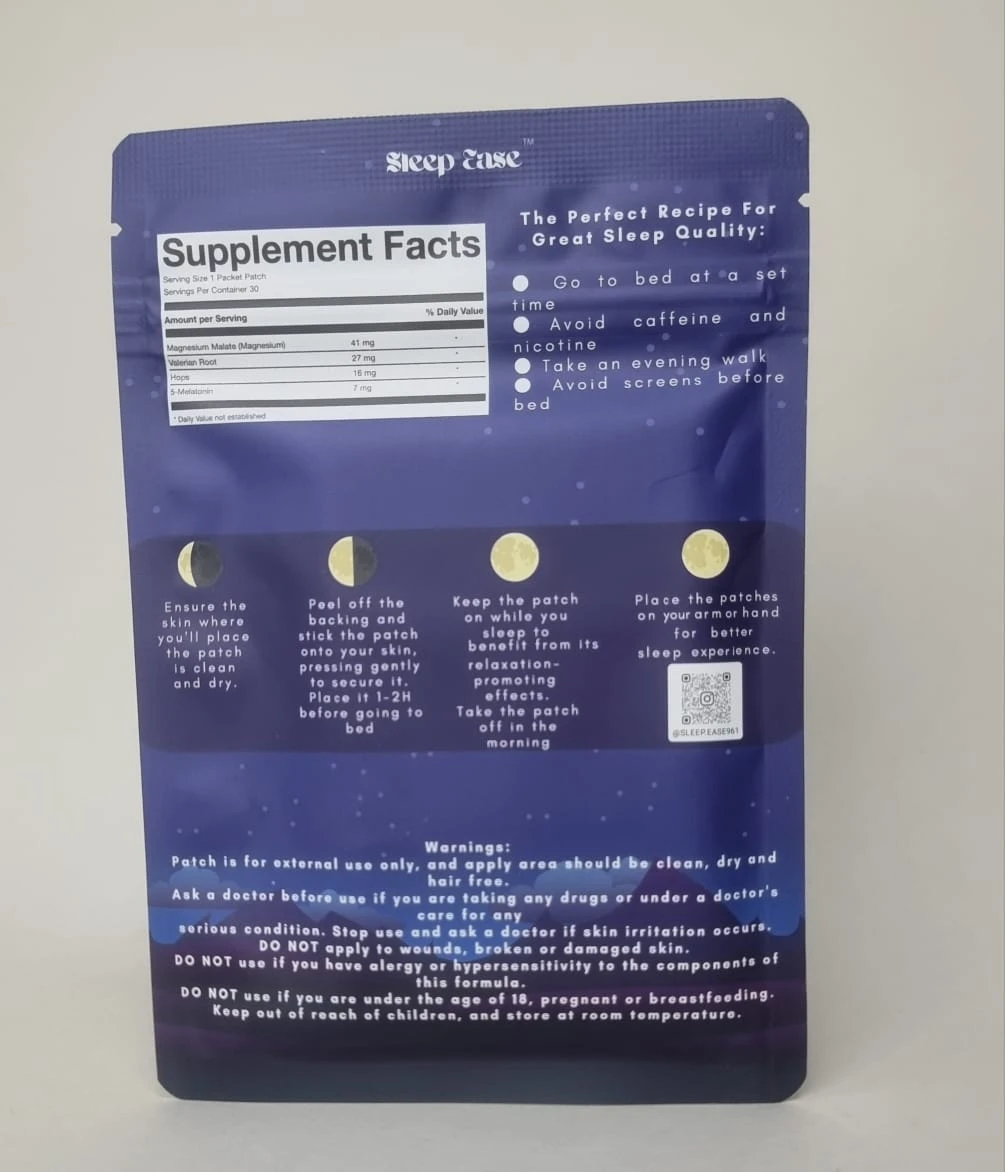 Sleep Ease™
Supplement Facts
Serving Size 1 Packet Patch
Servings Per Container 30
Amount per Serving % Daily Value
Magnesium Malate (Magnesium) 41 mg *
Valerian Root 27 mg *
Hops 16 mg *
5-Melatonin 7 mg *
* Daily Value not established
The Perfect Recipe For
Great Sleep Quality:
● Go to bed at a set
time
● Avoid caffeine and
nicotine
● Take an evening walk
● Avoid screens before
bed
Ensure the
skin where
you'll place
the patch
is clean
and dry.
Peel off the
backing and
stick the patch
onto your skin,
pressing gently
to secure it.
Place it 1-2H
before going to
bed
Keep the patch
on while you
sleep to
benefit from its
relaxation-
promoting
effects.
Take the patch
off in the
morning
Place the patches
on your arm or hand
for better
sleep experience.
@SLEEP.EASE961
Warnings:
Patch is for external use only, and apply area should be clean, dry and
hair free.
Ask a doctor before use if you are taking any drugs or under a doctor's
care for any
serious condition. Stop use and ask a doctor if skin irritation occurs.
DO NOT apply to wounds, broken or damaged skin.
DO NOT use if you have alergy or hypersensitivity to the components of
this formula.
DO NOT use if you are under the age of 18, pregnant or breastfeeding.
Keep out of reach of children, and store at room temperature.